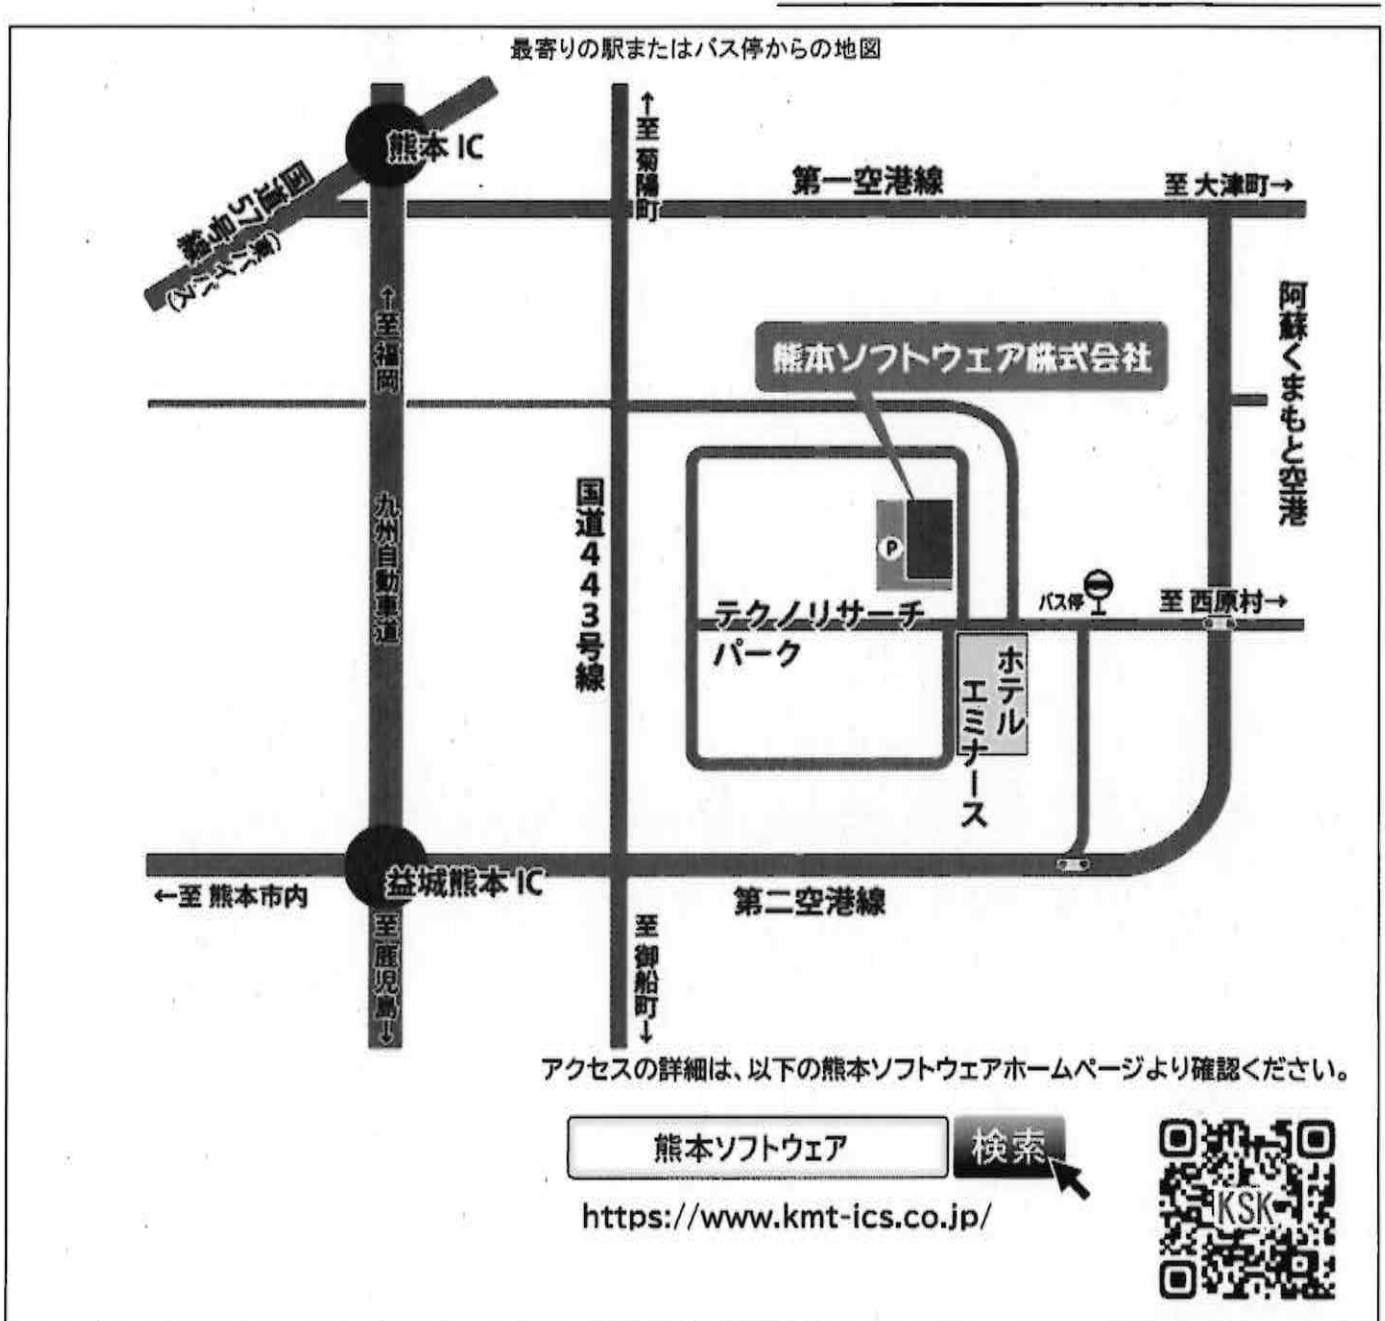 最寄りの駅またはバス停からの地図
熊本 IC
国道57号線
(東バイパス)
↑至 菊陽町
第一空港線
至 大津町→
↑至 福岡
阿蘇くまもと空港
熊本ソフトウェア株式会社
九州自動車道
国道443号線
P
バス停
至 西原村→
テクノリサーチ
パーク
ホテル
エミナース
益城熊本 IC
←至 熊本市内
第二空港線
至 鹿児島↓
至 御船町↓
アクセスの詳細は、以下の熊本ソフトウェアホームページより確認ください。
熊本ソフトウェア
検索
https://www.kmt-ics.co.jp/
KSK